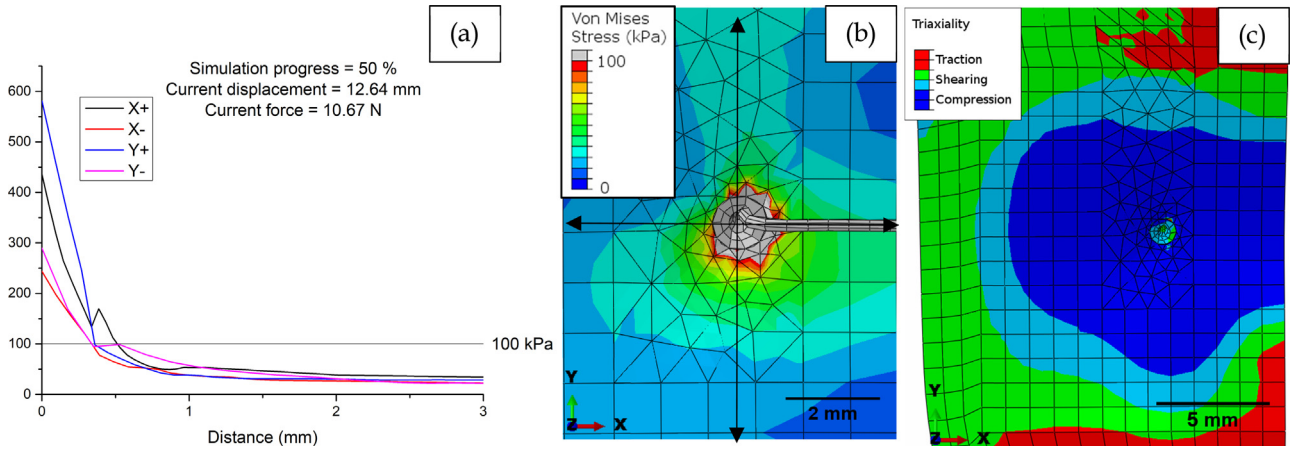 (a)
Simulation progress = 50 %
Current displacement = 12.64 mm
Current force = 10.67 N
600
500
400
300
200
100
0
X+
X-
Y+
Y-
100 kPa
0
1
2
3
Distance (mm)
Von Mises
Stress (kPa)
100
0
(b)
Y
Z
X
2 mm
Triaxiality
Traction
Shearing
Compression
(c)
Y
Z
X
5 mm